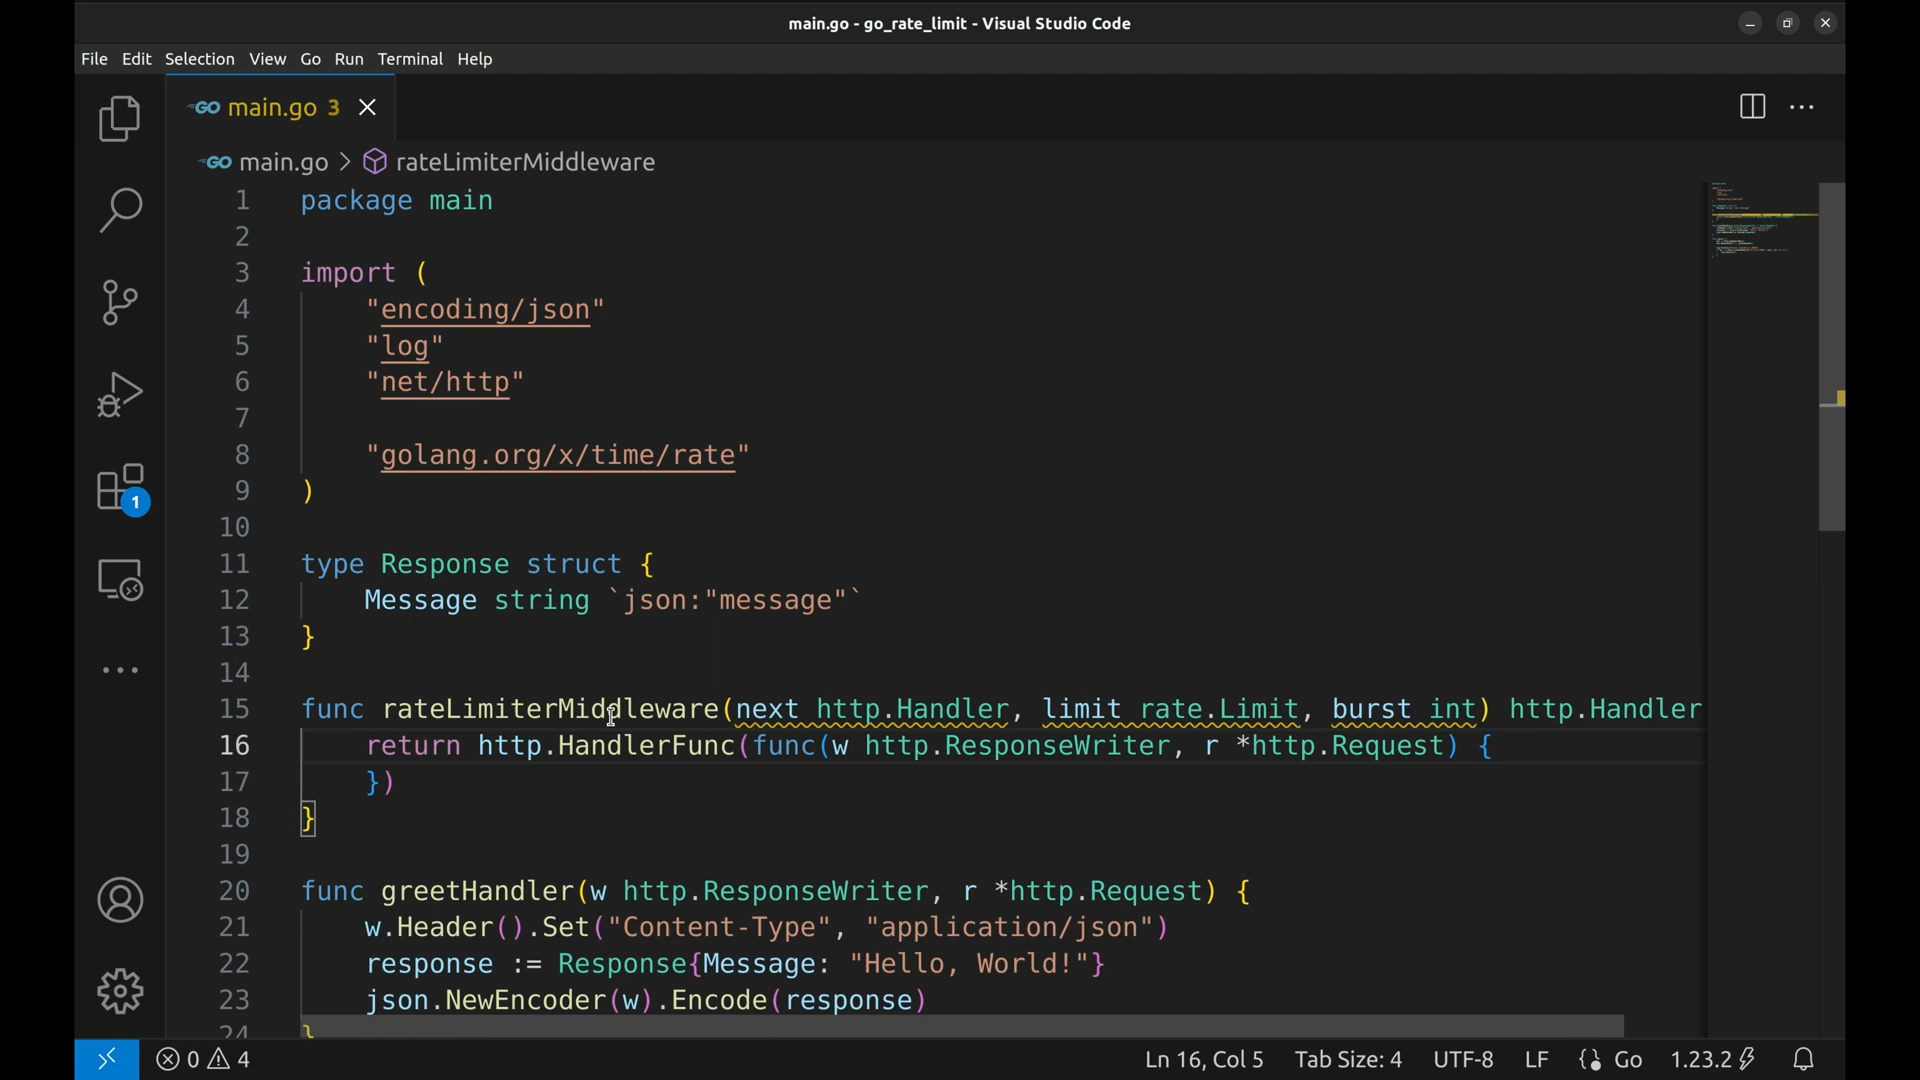 main.go - go_rate_limit - Visual Studio Code
File Edit Selection View Go Run Terminal Help
GO main.go 3
GO main.go > rateLimiterMiddleware
1 package main
2
3 import (
4 "encoding/json"
5 "log"
6 "net/http"
7
8 "golang.org/x/time/rate"
9 )
10
11 type Response struct {
12 Message string `json:"message"`
13 }
14
15 func rateLimiterMiddleware(next http.Handler, limit rate.Limit, burst int) http.Handler
16 return http.HandlerFunc(func(w http.ResponseWriter, r *http.Request) {
17 })
18 }
19
20 func greetHandler(w http.ResponseWriter, r *http.Request) {
21 w.Header().Set("Content-Type", "application/json")
22 response := Response{Message: "Hello, World!"}
23 json.NewEncoder(w).Encode(response)
24 }
1
0 4 Ln 16, Col 5 Tab Size: 4 UTF-8 LF {} Go 1.23.2